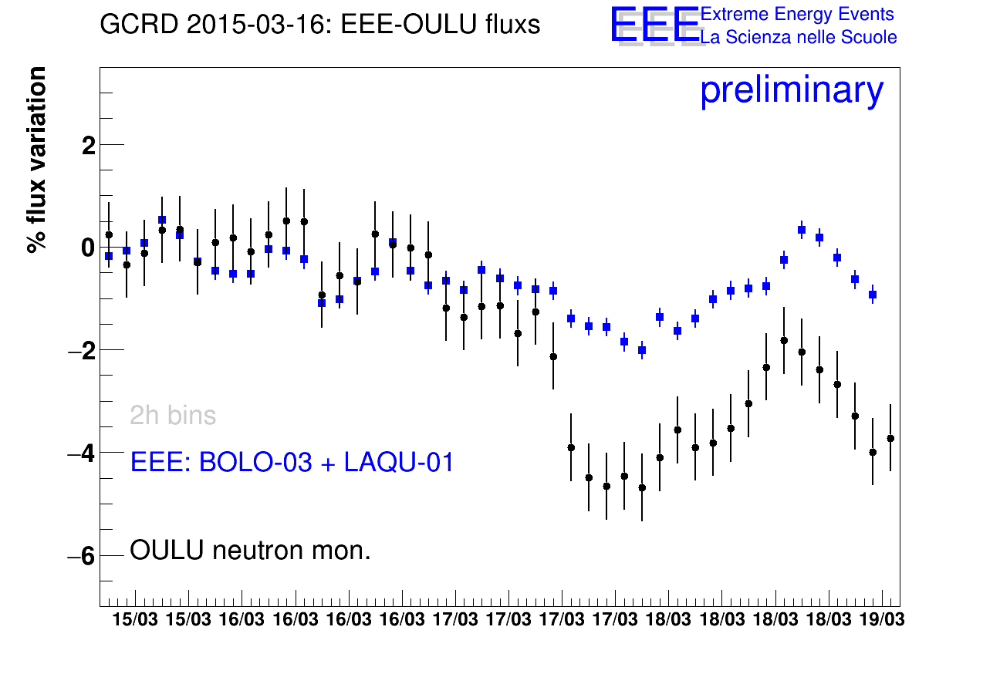 GCRD 2015-03-16: EEE-OULU fluxs
EEE
Extreme Energy Events
La Scienza nelle Scuole
preliminary
% flux variation
2
0
−2
−4
−6
2h bins
EEE: BOLO-03 + LAQU-01
OULU neutron mon.
15/03 15/03 16/03 16/03 16/03 16/03 17/03 17/03 17/03 17/03 18/03 18/03 18/03 18/03 19/03